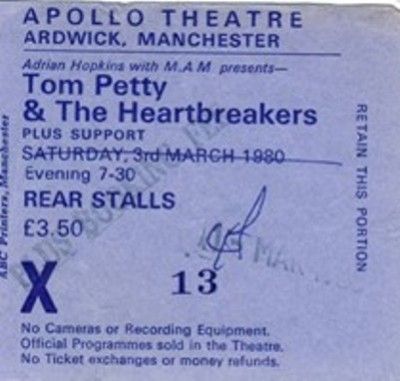 APOLLO THEATRE
ARDWICK, MANCHESTER
Adrian Hopkins with M.A.M presents—
Tom Petty
& The Heartbreakers
PLUS SUPPORT
SATURDAY, 3rd MARCH 1980
Evening 7-30
REAR STALLS
£3.50
MAR
X
13
No Cameras or Recording Equipment.
Official Programmes sold in the Theatre.
No Ticket exchanges or money refunds.
RETAIN THIS PORTION
ABC Printers, Manchester